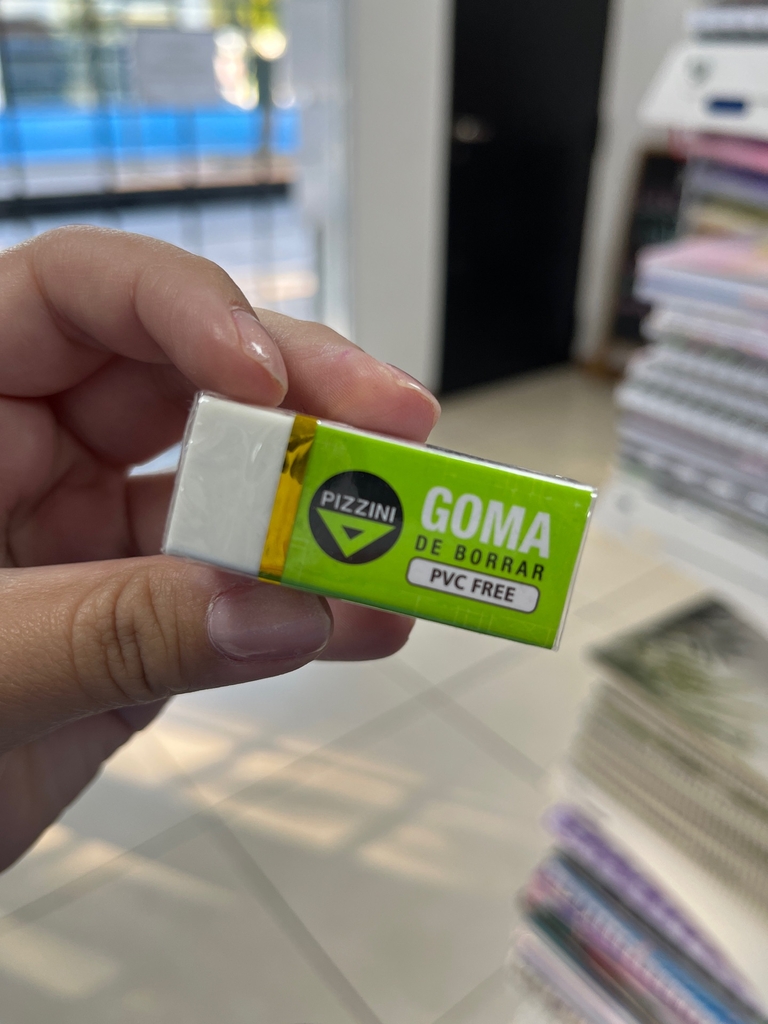 PIZZINI
GOMA
DE BORRAR
PVC FREE